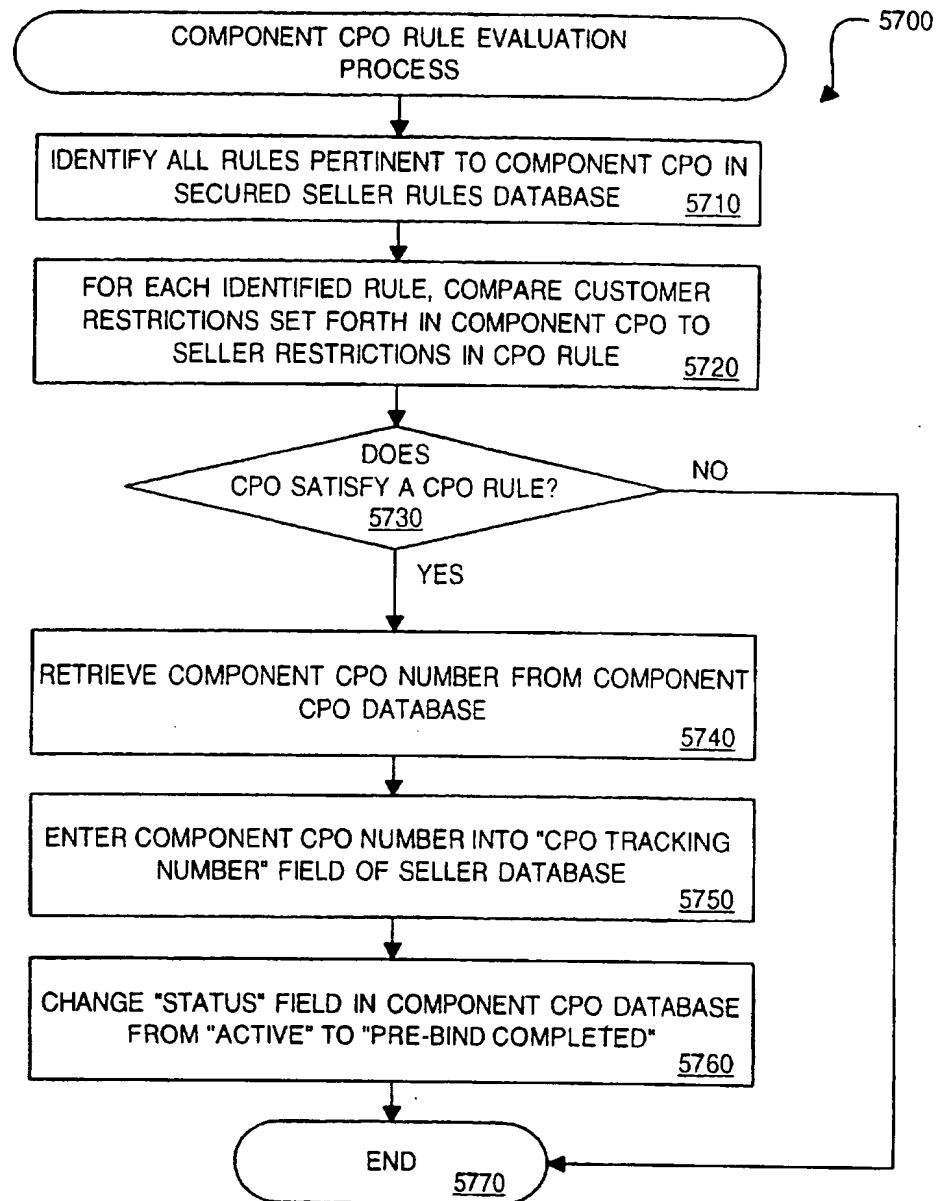 5700
COMPONENT CPO RULE EVALUATION
PROCESS
IDENTIFY ALL RULES PERTINENT TO COMPONENT CPO IN
SECURED SELLER RULES DATABASE 5710
FOR EACH IDENTIFIED RULE, COMPARE CUSTOMER
RESTRICTIONS SET FORTH IN COMPONENT CPO TO
SELLER RESTRICTIONS IN CPO RULE 5720
DOES
CPO SATISFY A CPO RULE?
5730
NO
YES
RETRIEVE COMPONENT CPO NUMBER FROM COMPONENT
CPO DATABASE
5740
ENTER COMPONENT CPO NUMBER INTO "CPO TRACKING
NUMBER" FIELD OF SELLER DATABASE
5750
CHANGE "STATUS" FIELD IN COMPONENT CPO DATABASE
FROM "ACTIVE" TO "PRE-BIND COMPLETED"
5760
END
5770